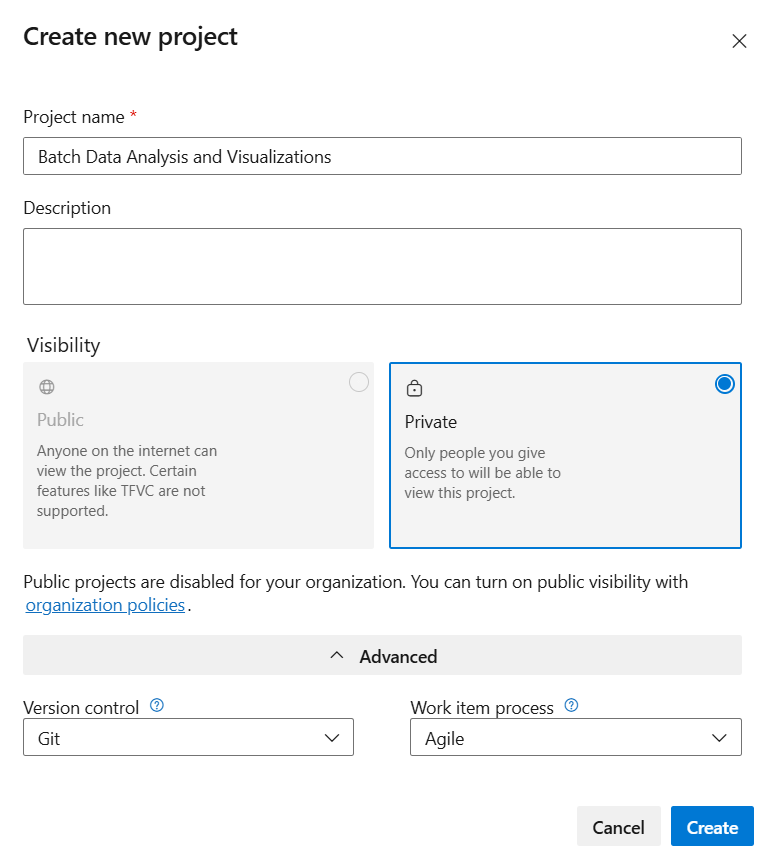 Create new project
Project name *
Batch Data Analysis and Visualizations
Description
Visibility
Public
Anyone on the internet can
view the project. Certain
features like TFVC are not
supported.
Private
Only people you give
access to will be able to
view this project.
Public projects are disabled for your organization. You can turn on public visibility with
organization policies.
Advanced
Version control
Git
Work item process
Agile
Cancel
Create